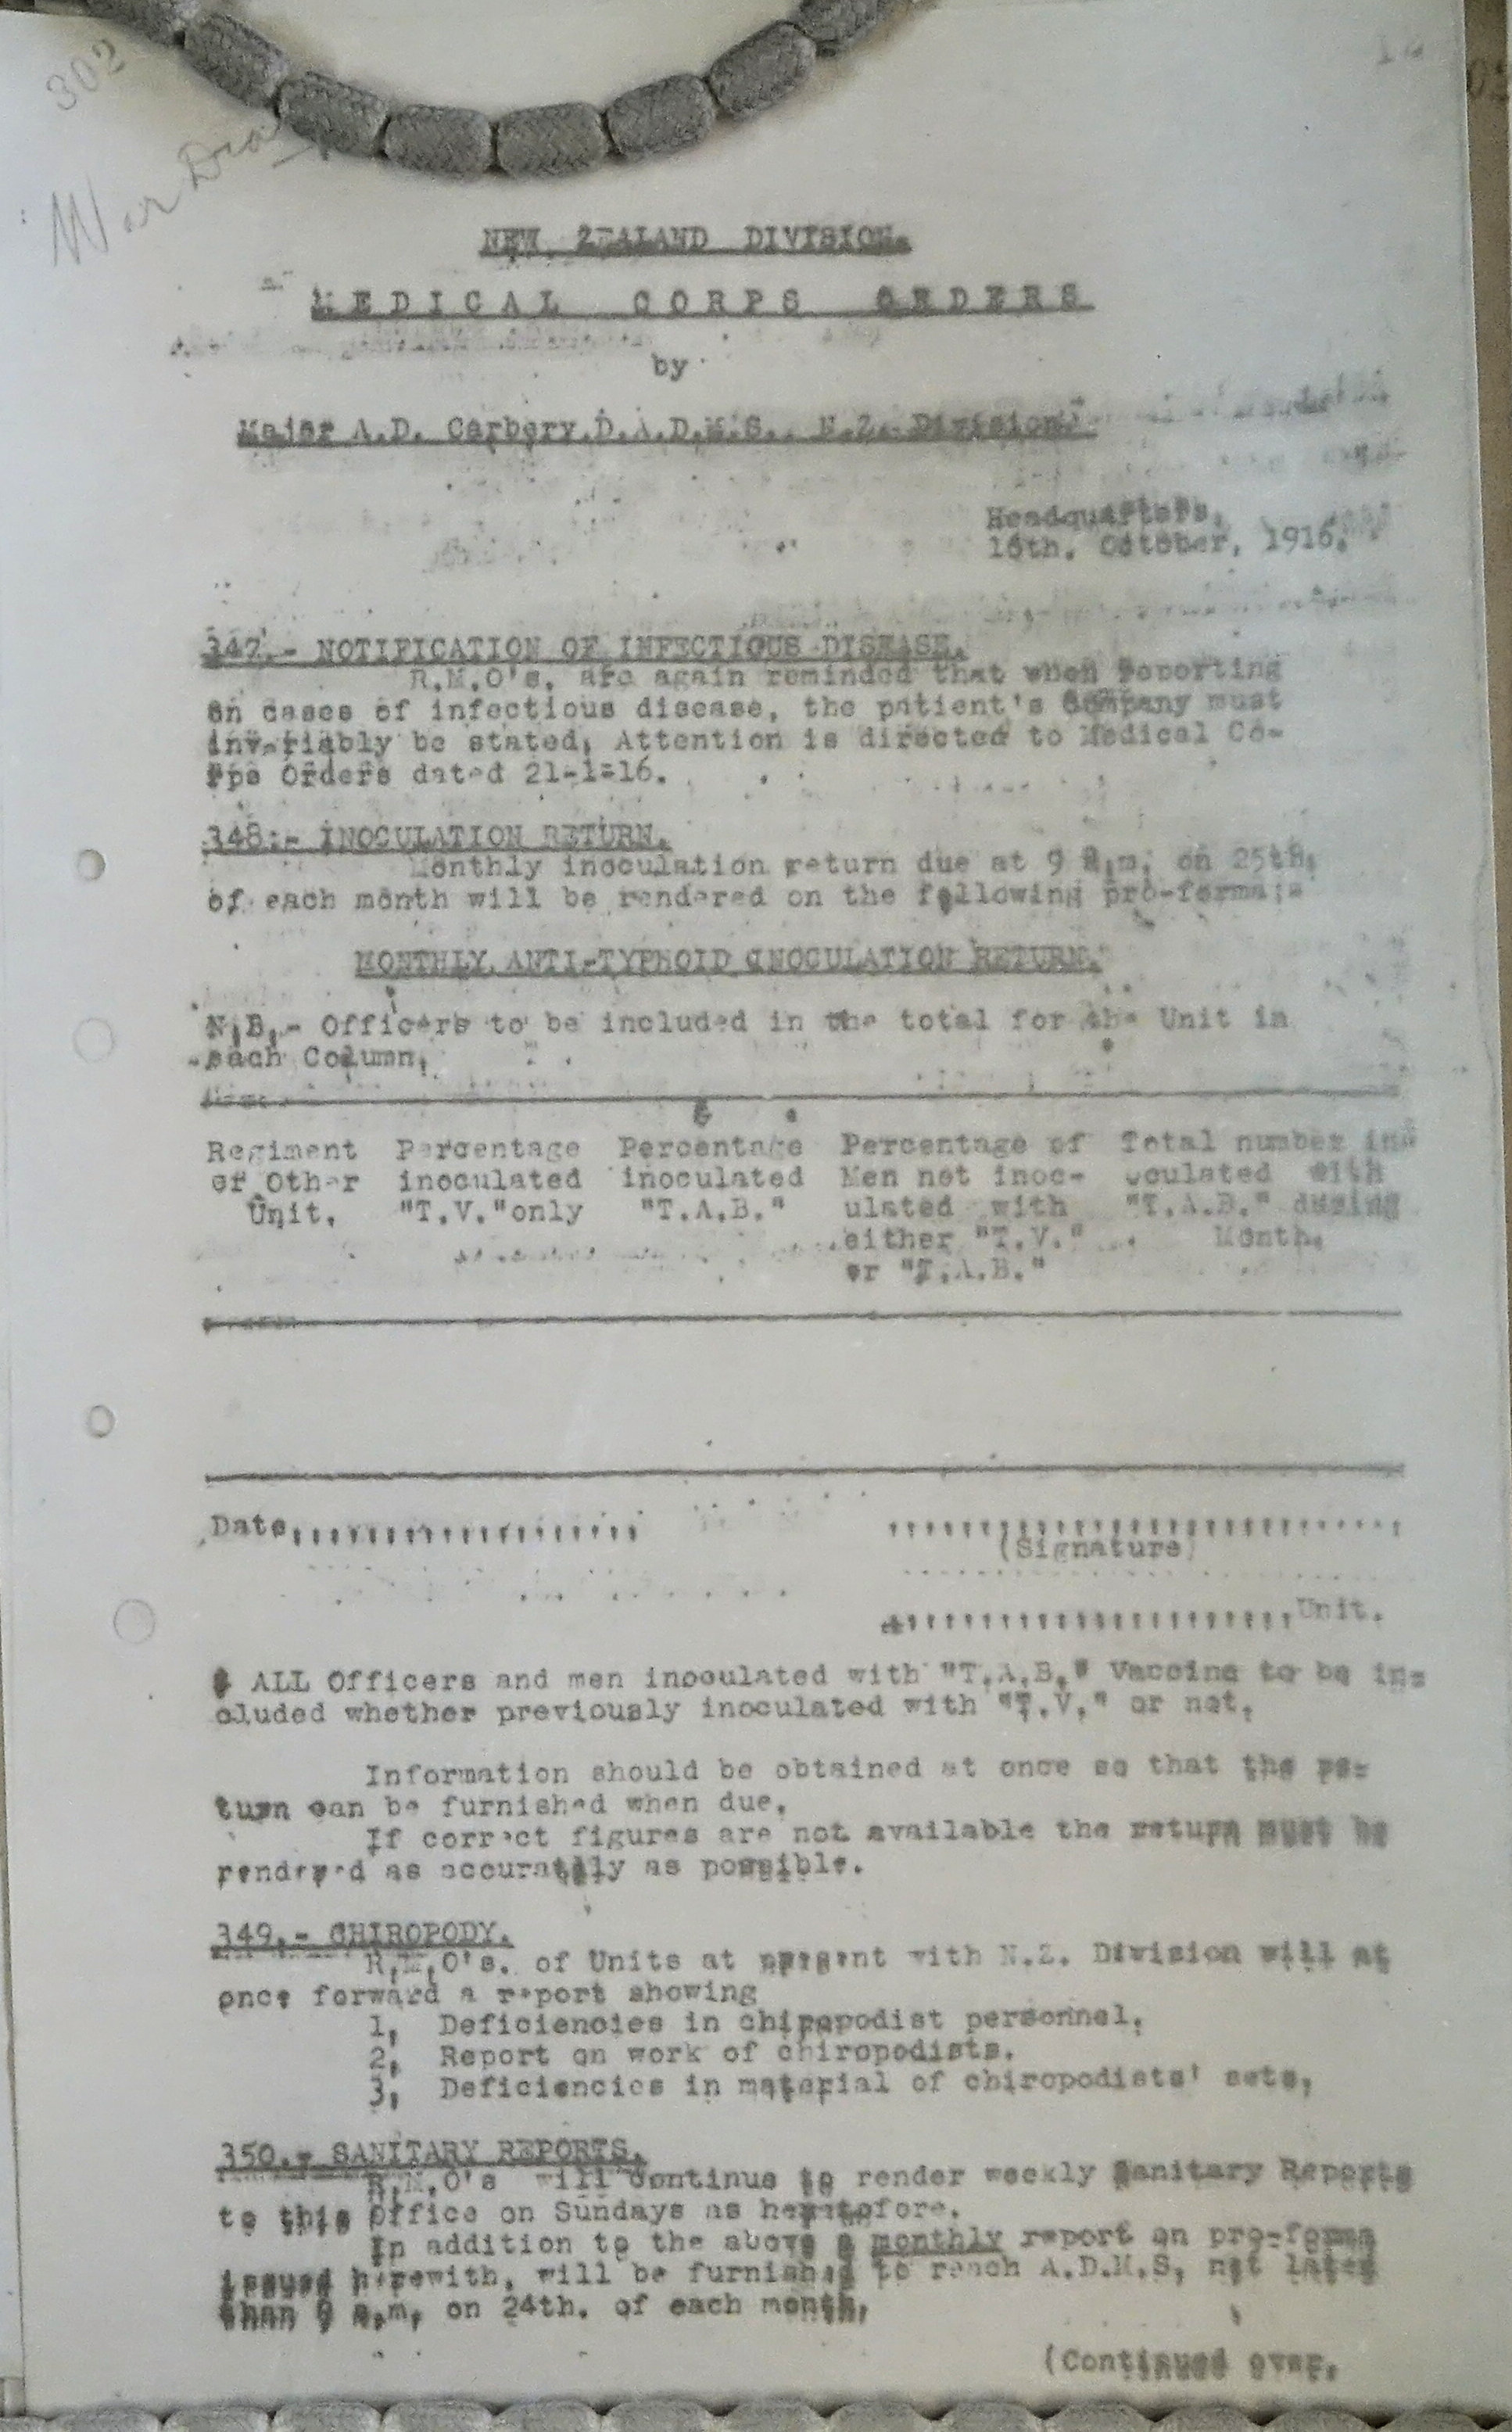 302
War
NEW ZEALAND DIVISION.
MEDICAL CORPS ORDERS
by
Major A.D. Carbery.D.A.D.M.S., N.Z. Division.
Headquarters,
16th. October, 1916.
347.- NOTIFICATION OF INFECTIOUS DISEASE.
R.M.O's. are again reminded that when reporting
on cases of infectious disease, the patient's Company must
invariably be stated, Attention is directed to Medical Co-
rps Orders dated 21-1-16.
348:- INOCULATION RETURN.
Monthly inoculation return due at 9 a.m. on 25th,
of each month will be rendered on the following pro-forma:-
MONTHLY ANTI-TYPHOID INOCULATION RETURN.
N.B.- Officers to be included in the total for the Unit in
each Column,
Regiment Percentage Percentage Percentage of Total number in-
or Other inoculated inoculated Men not inoc- oculated with
Unit. "T.V."only "T.A.B." ulated with "T.A.B." during
either "T.V." Month.
or "T.A.B."
Date,,,,,,,,,,,,,,,,,,,, ,,,,,,,,,,,,,,,,,,,,,,,,,,,,
(Signature)
,,,,,,,,,,,,,,,,,,,,,,,Unit.
ALL Officers and men inoculated with "T.A.B." Vaccine to be in-
cluded whether previously inoculated with "T.V." or not,
Information should be obtained at once so that the re-
turn can be furnished when due,
If correct figures are not available the return must be
rendered as accurately as possible.
349.- CHIROPODY.
R.M.O's. of Units at present with N.Z. Division will at
once forward a report showing
1, Deficiencies in chiropodist personnel,
2, Report on work of chiropodists.
3, Deficiencies in material of chiropodists' sets,
350.- SANITARY REPORTS.
R.M.O's will continue to render weekly Sanitary Reports
to this Office on Sundays as heretofore.
In addition to the above a monthly report on pro-forma
issued herewith, will be furnished to reach A.D.M.S, not later
than 9 a.m, on 24th. of each month,
(Continued over,